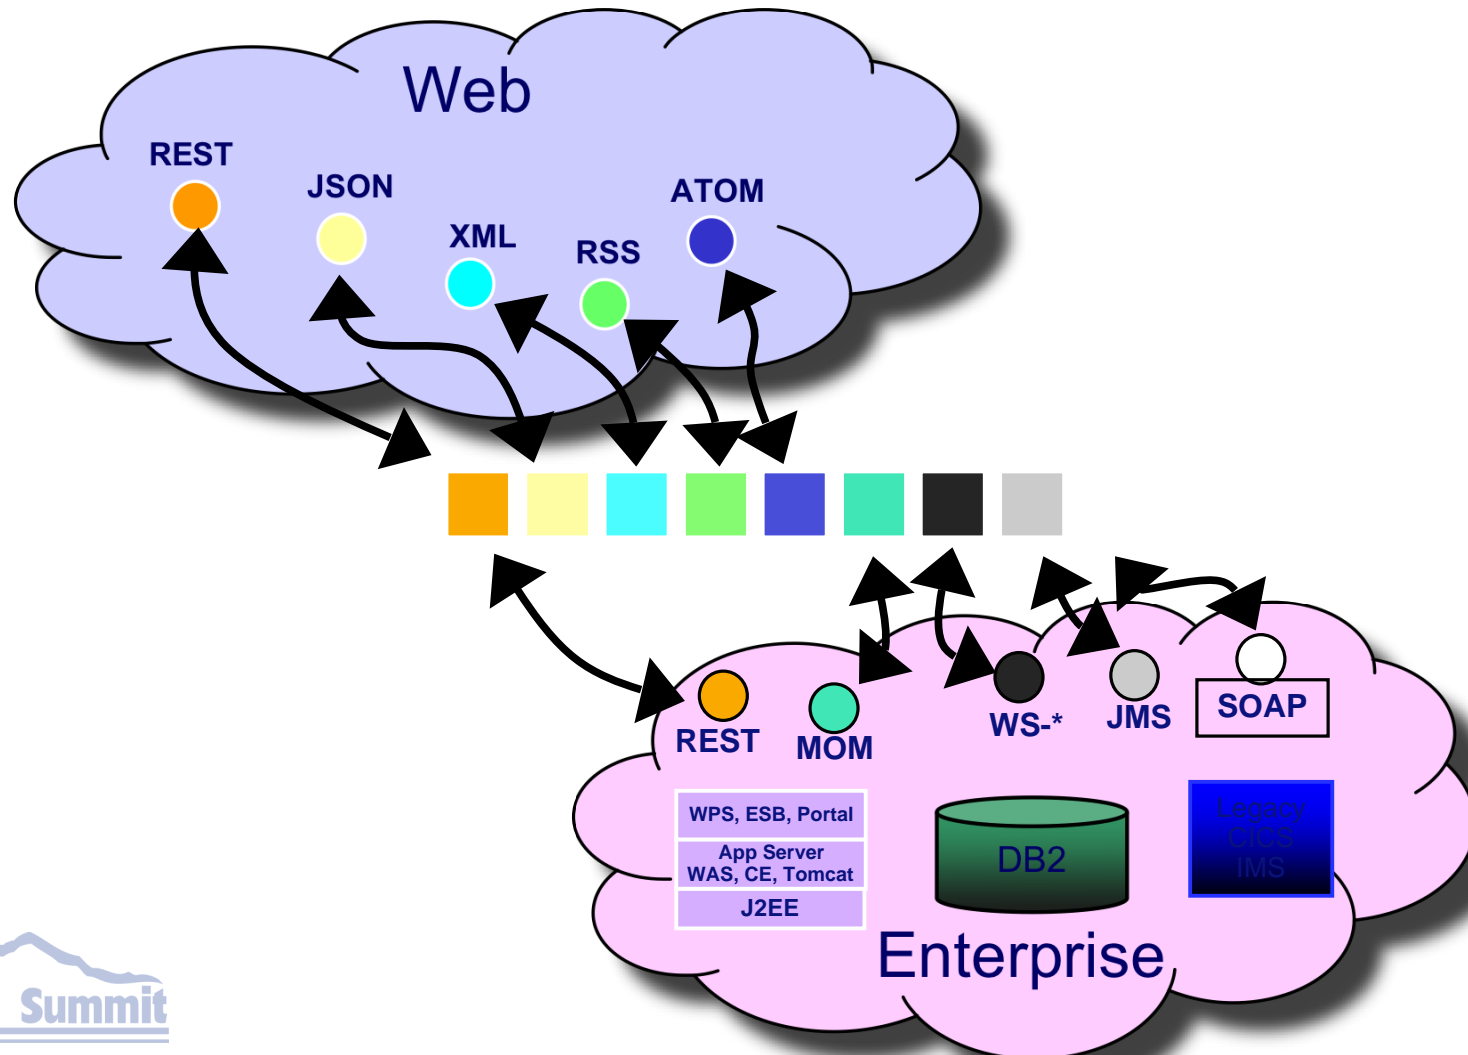 Web
REST
JSON
ATOM
XML
RSS
SOAP
JMS
WS-*
REST
MOM
WPS, ESB, Portal
App Server
WAS, CE, Tomcat
J2EE
DB2
Legacy
CICS
IMS
Enterprise
Summit